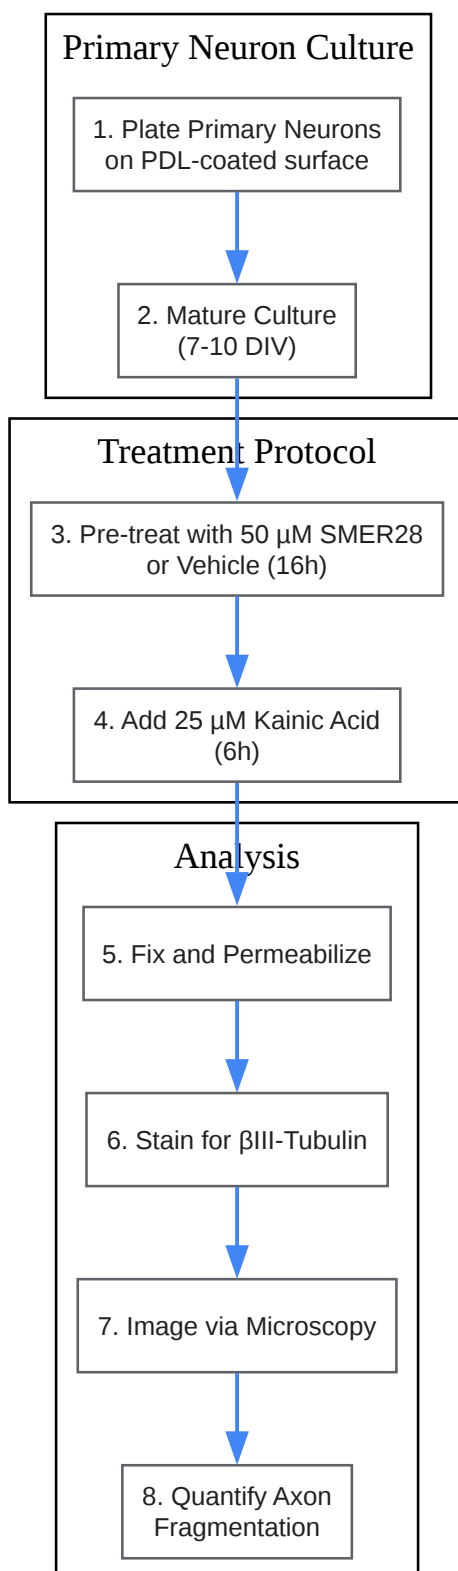 Primary Neuron Culture
1. Plate Primary Neurons
on PDL-coated surface
2. Mature Culture
(7-10 DIV)
Treatment Protocol
3. Pre-treat with 50 µM SMER28
or Vehicle (16h)
4. Add 25 µM Kainic Acid
(6h)
Analysis
5. Fix and Permeabilize
6. Stain for βIII-Tubulin
7. Image via Microscopy
8. Quantify Axon
Fragmentation